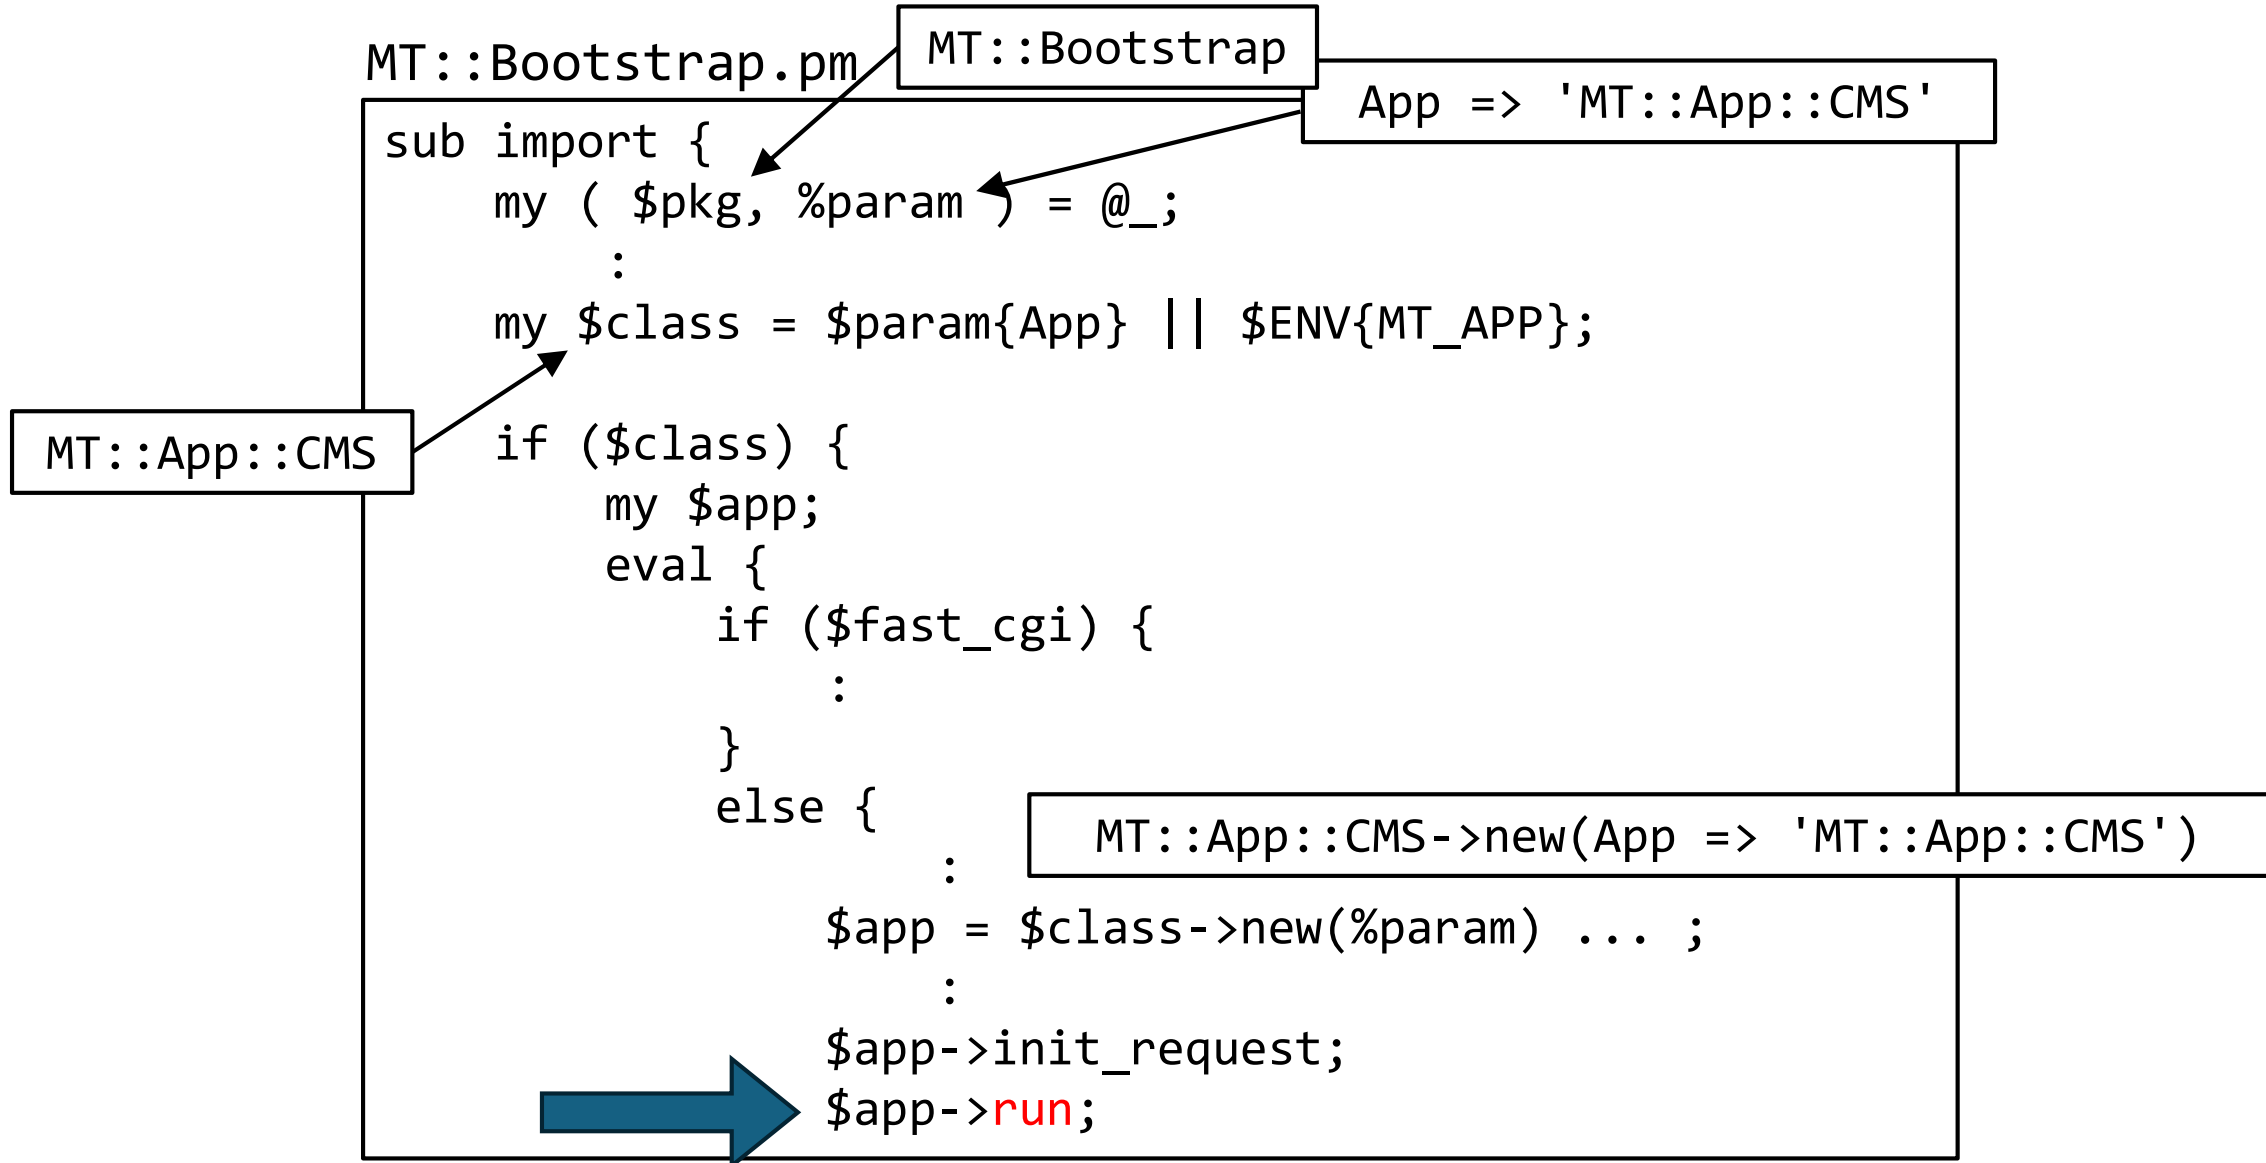 MT::Bootstrap.pm
MT::Bootstrap
App => 'MT::App::CMS'
sub import {
my ( $pkg, %param ) = @_;
:
my $class = $param{App} || $ENV{MT_APP};
MT::App::CMS
if ($class) {
my $app;
eval {
if ($fast_cgi) {
:
}
else {
MT::App::CMS->new(App => 'MT::App::CMS')
:
$app = $class->new(%param) ... ;
:
$app->init_request;
$app->run;